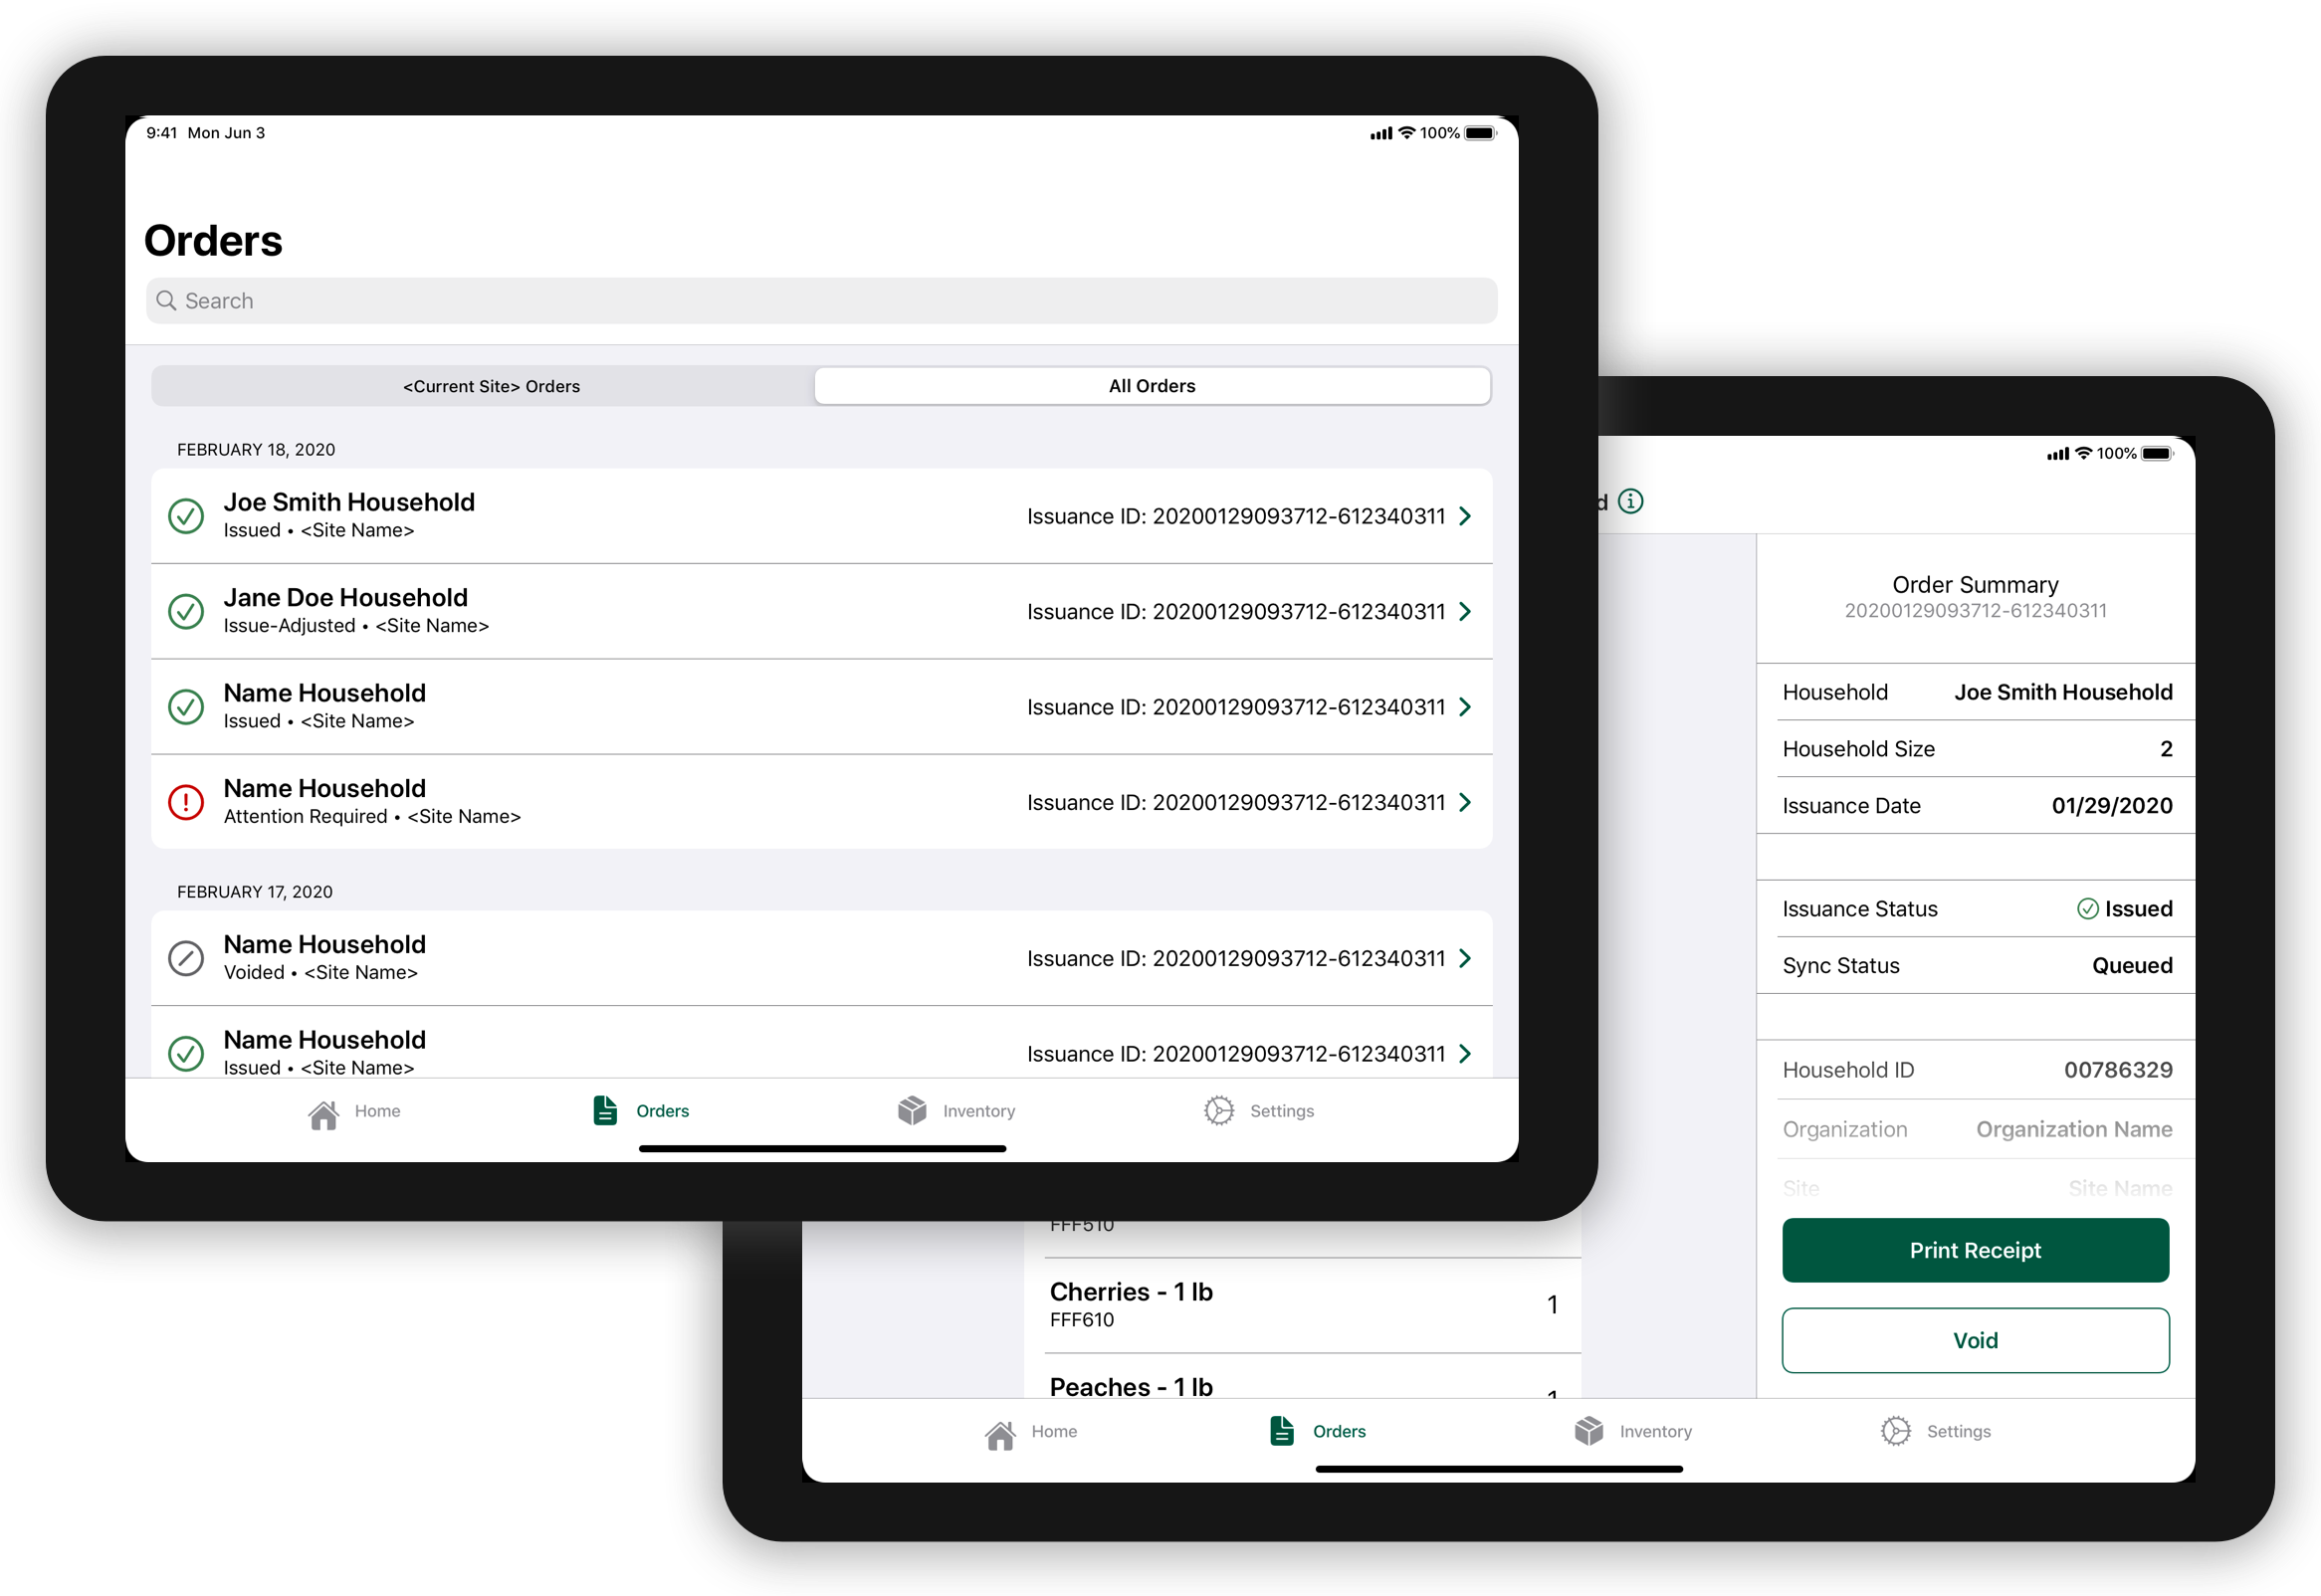 9:41 Mon Jun 3
100%
Orders
Search
<Current Site> Orders
All Orders
FEBRUARY 18, 2020
Joe Smith Household
Issued • <Site Name>
Issuance ID: 20200129093712-612340311
Jane Doe Household
Issue-Adjusted • <Site Name>
Issuance ID: 20200129093712-612340311
Name Household
Issued • <Site Name>
Issuance ID: 20200129093712-612340311
Name Household
Attention Required • <Site Name>
Issuance ID: 20200129093712-612340311
FEBRUARY 17, 2020
Name Household
Voided • <Site Name>
Issuance ID: 20200129093712-612340311
Name Household
Issued • <Site Name>
Issuance ID: 20200129093712-612340311
Home
Orders
Inventory
Settings
100%
d
Order Summary
20200129093712-612340311
Household Joe Smith Household
Household Size 2
Issuance Date 01/29/2020
Issuance Status Issued
Sync Status Queued
Household ID 00786329
Organization Organization Name
Site Site Name
Print Receipt
Void
FFF510
Cherries - 1 lb
FFF610
1
Peaches - 1 lb
1
Home
Orders
Inventory
Settings